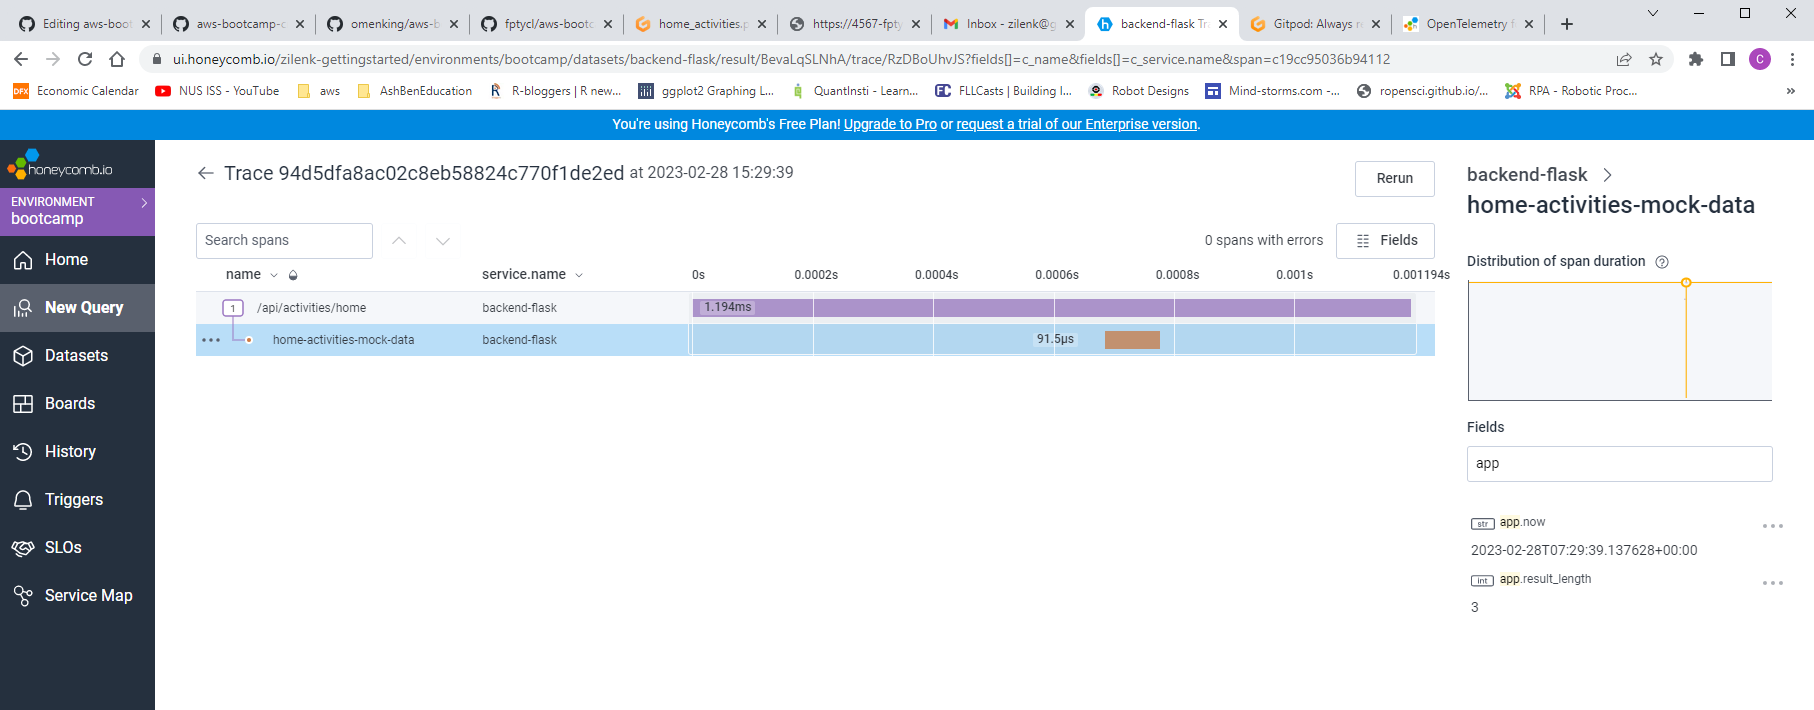 Editing aws-boot
aws-bootcamp-c
omenking/aws-b
fptycl/aws-bootc
home_activities.p
https://4567-fpty
Inbox - zilenk@g
backend-flask Tr
Gitpod: Always re
OpenTelemetry f
ui.honeycomb.io/zilenk-gettingstarted/environments/bootcamp/datasets/backend-flask/result/BevaLqSLNhA/trace/RzDBoUhvJS?fields[]=c_name&fields[]=c_service.name&span=c19cc95036b94112
C
DFX Economic Calendar
NUS ISS - YouTube
aws
AshBenEducation
R-bloggers | R new...
ggplot2 Graphing L...
QuantInsti - Learn...
FC FLLCasts | Building I...
Robot Designs
Mind-storms.com -...
ropensci.github.io/...
RPA - Robotic Proc...
»
You're using Honeycomb's Free Plan! Upgrade to Pro or request a trial of our Enterprise version.
honeycomb.io
ENVIRONMENT
bootcamp
Home
New Query
Datasets
Boards
History
Triggers
SLOs
Service Map
Trace 94d5dfa8ac02c8eb58824c770f1de2ed at 2023-02-28 15:29:39
Rerun
Search spans
0 spans with errors
Fields
name service.name 0s 0.0002s 0.0004s 0.0006s 0.0008s 0.001s 0.001194s
1 /api/activities/home backend-flask 1.194ms
home-activities-mock-data backend-flask 91.5µs
backend-flask
home-activities-mock-data
Distribution of span duration
Fields
app
str app.now
2023-02-28T07:29:39.137628+00:00
int app.result_length
3